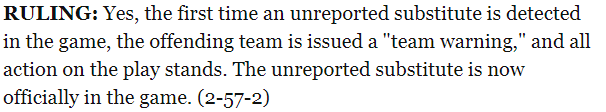 RULING: Yes, the first time an unreported substitute is detected
in the game, the offending team is issued a "team warning," and all
action on the play stands. The unreported substitute is now
officially in the game. (2-57-2)